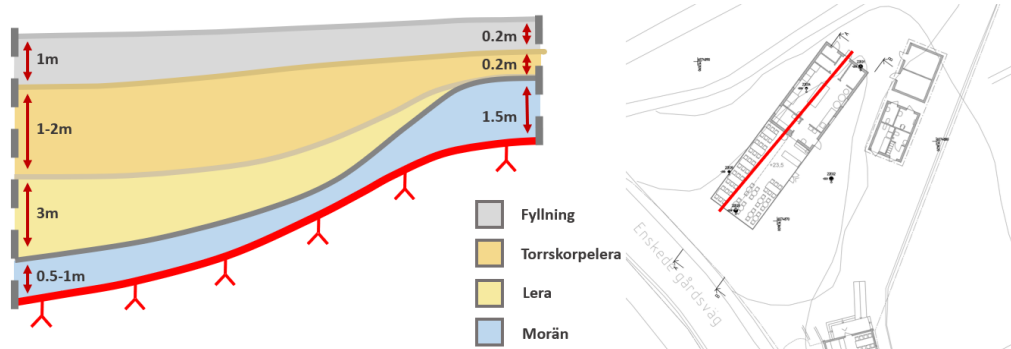 1m
1-2m
3m
0.5-1m
0.2m
0.2m
1.5m
Fyllning
Torrskorpelera
Lera
Morän
+23.5
Enskede gårdsväg